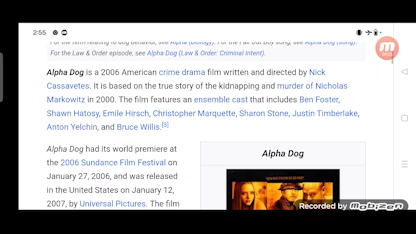 2:55
For the term relating to dog behavior, see Alpha (biology). For the Fall Out Boy song, see Alpha Dog (song).
For the Law & Order episode, see Alpha Dog (Law & Order: Criminal Intent).
Alpha Dog is a 2006 American crime drama film written and directed by Nick
Cassavetes. It is based on the true story of the kidnapping and murder of Nicholas
Markowitz in 2000. The film features an ensemble cast that includes Ben Foster,
Shawn Hatosy, Emile Hirsch, Christopher Marquette, Sharon Stone, Justin Timberlake,
Anton Yelchin, and Bruce Willis.[3]
Alpha Dog had its world premiere at
the 2006 Sundance Film Festival on
January 27, 2006, and was released
in the United States on January 12,
2007, by Universal Pictures. The film
Alpha Dog
Recorded by Mobizen